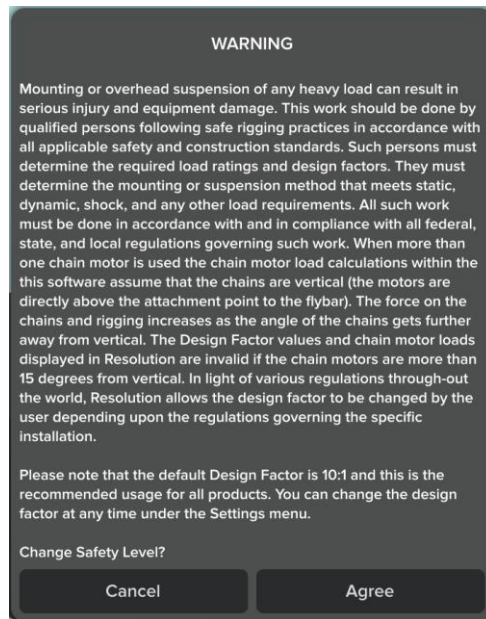 WARNING
Mounting or overhead suspension of any heavy load can result in
serious injury and equipment damage. This work should be done by
qualified persons following safe rigging practices in accordance with
all applicable safety and construction standards. Such persons must
determine the required load ratings and design factors. They must
determine the mounting or suspension method that meets static,
dynamic, shock, and any other load requirements. All such work
must be done in accordance with and in compliance with all federal,
state, and local regulations governing such work. When more than
one chain motor is used the chain motor load calculations within the
this software assume that the chains are vertical (the motors are
directly above the attachment point to the flybar). The force on the
chains and rigging increases as the angle of the chains gets further
away from vertical. The Design Factor values and chain motor loads
displayed in Resolution are invalid if the chain motors are more than
15 degrees from vertical. In light of various regulations through-out
the world, Resolution allows the design factor to be changed by the
user depending upon the regulations governing the specific
installation.
Please note that the default Design Factor is 10:1 and this is the
recommended usage for all products. You can change the design
factor at any time under the Settings menu.
Change Safety Level?
Cancel
Agree